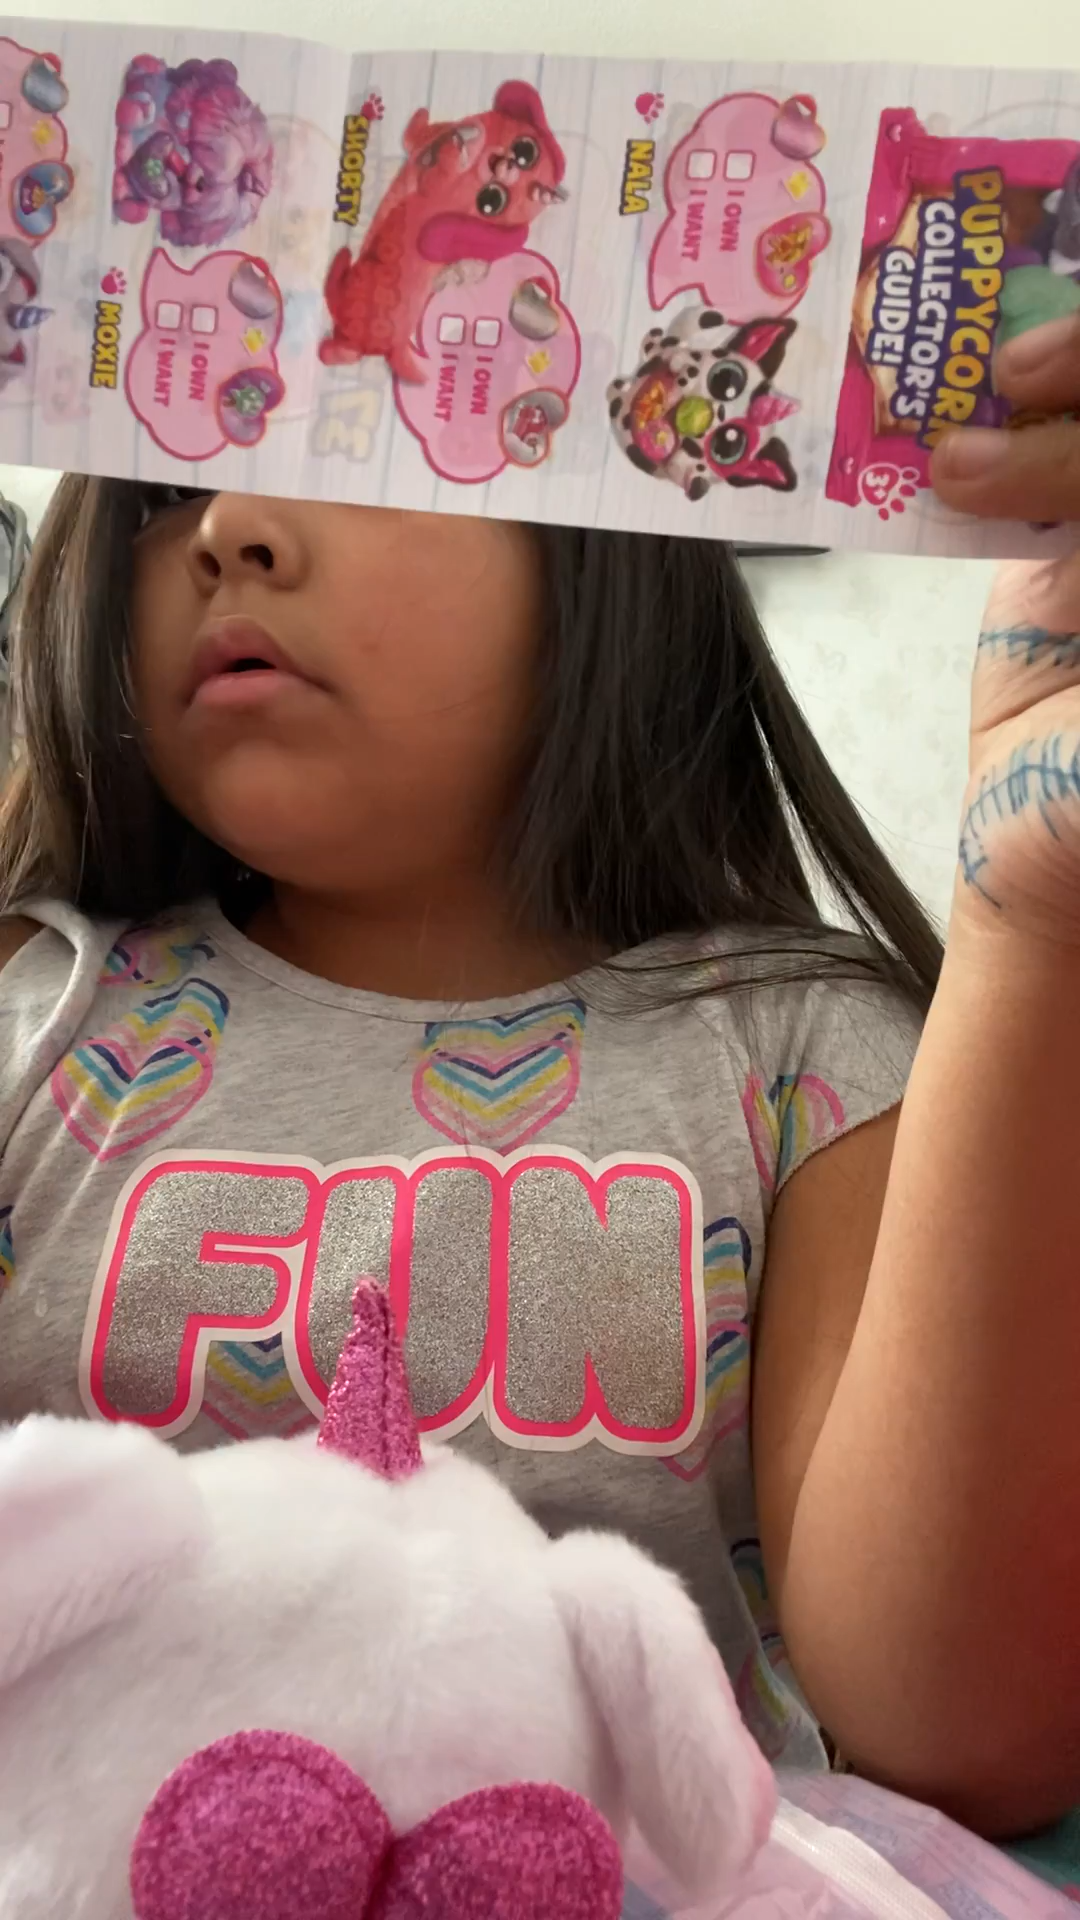 PUPPYCORN
COLLECTOR'S
GUIDE!
3+
NALA
I OWN
I WANT
SHORTY
I OWN
I WANT
MOXIE
I OWN
I WANT
FUN